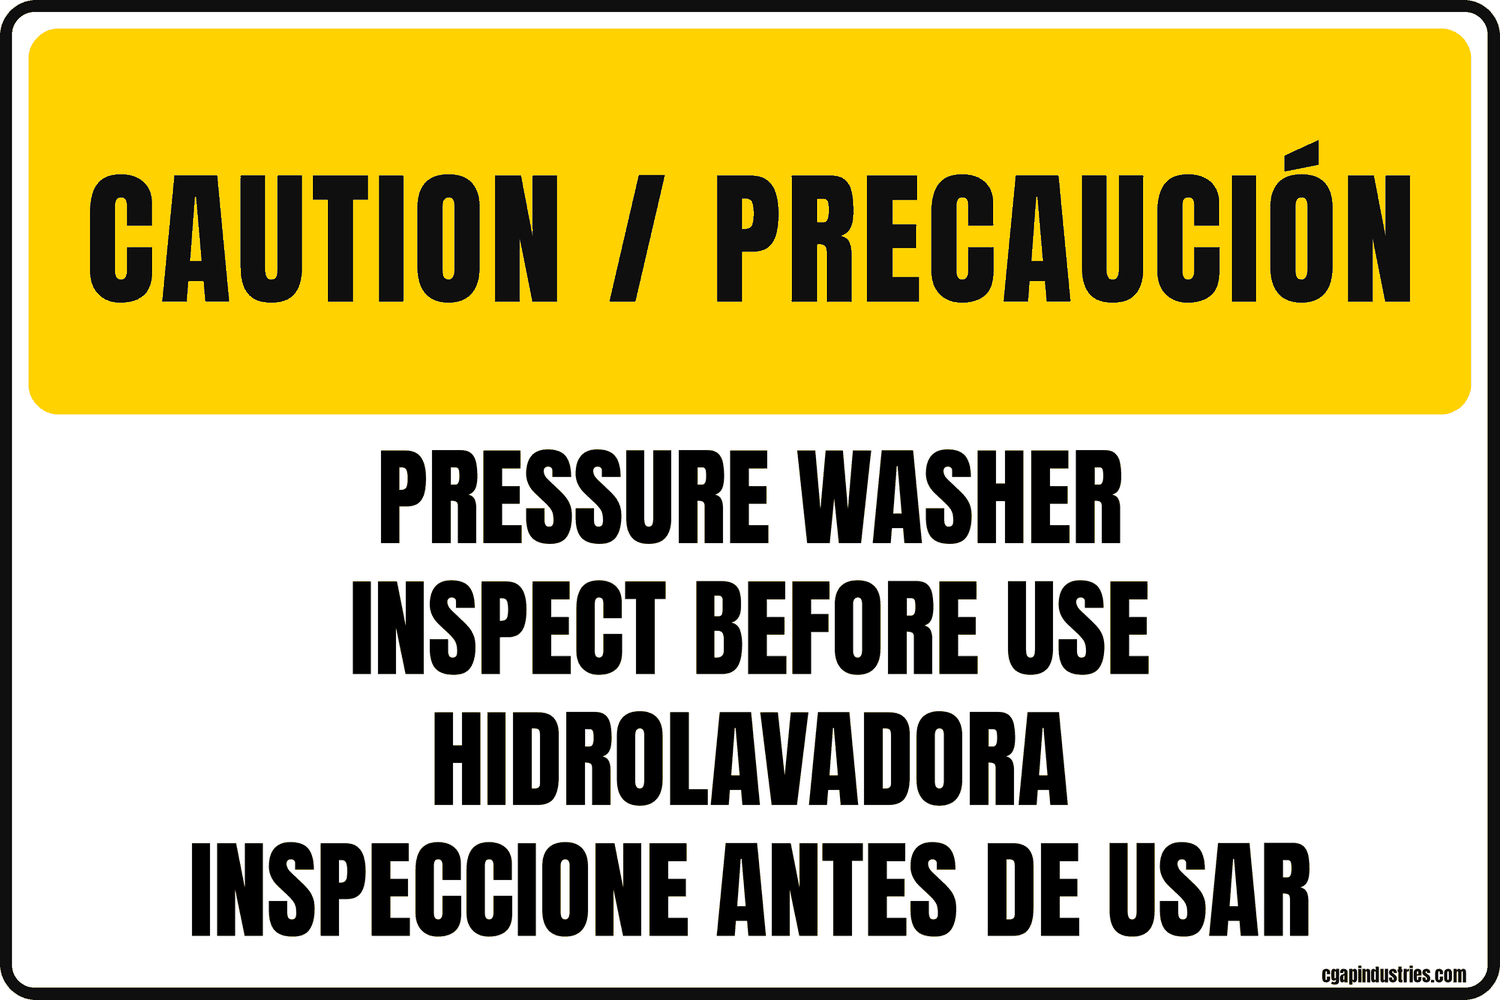 CAUTION / PRECAUCIÓN
PRESSURE WASHER
INSPECT BEFORE USE
HIDROLAVADORA
INSPECCIONE ANTES DE USAR
cgapindustries.com